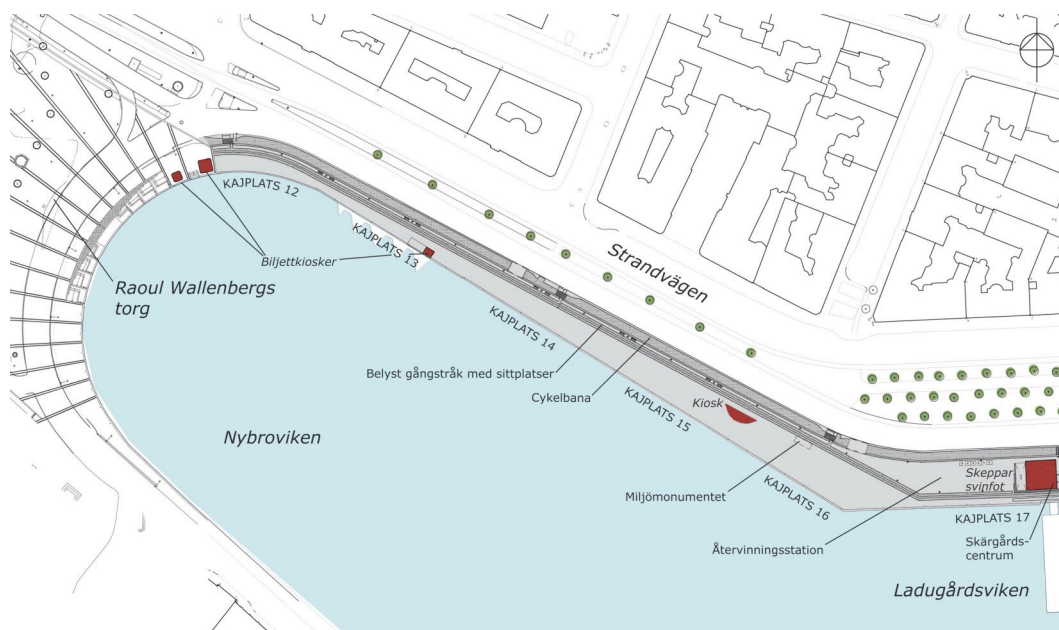 KAJPLATS 12
KAJPLATS 13
Biljettkiosker
Raoul Wallenbergs
torg
Strandvägen
KAJPLATS 14
Belyst gångstråk med sittplatser
Cykelbana
KAJPLATS 15
Kiosk
Nybroviken
Miljömonumentet
KAJPLATS 16
Skeppar
svinfot
KAJPLATS 17
Återvinningsstation
Skärgårds-
centrum
Ladugårdsviken